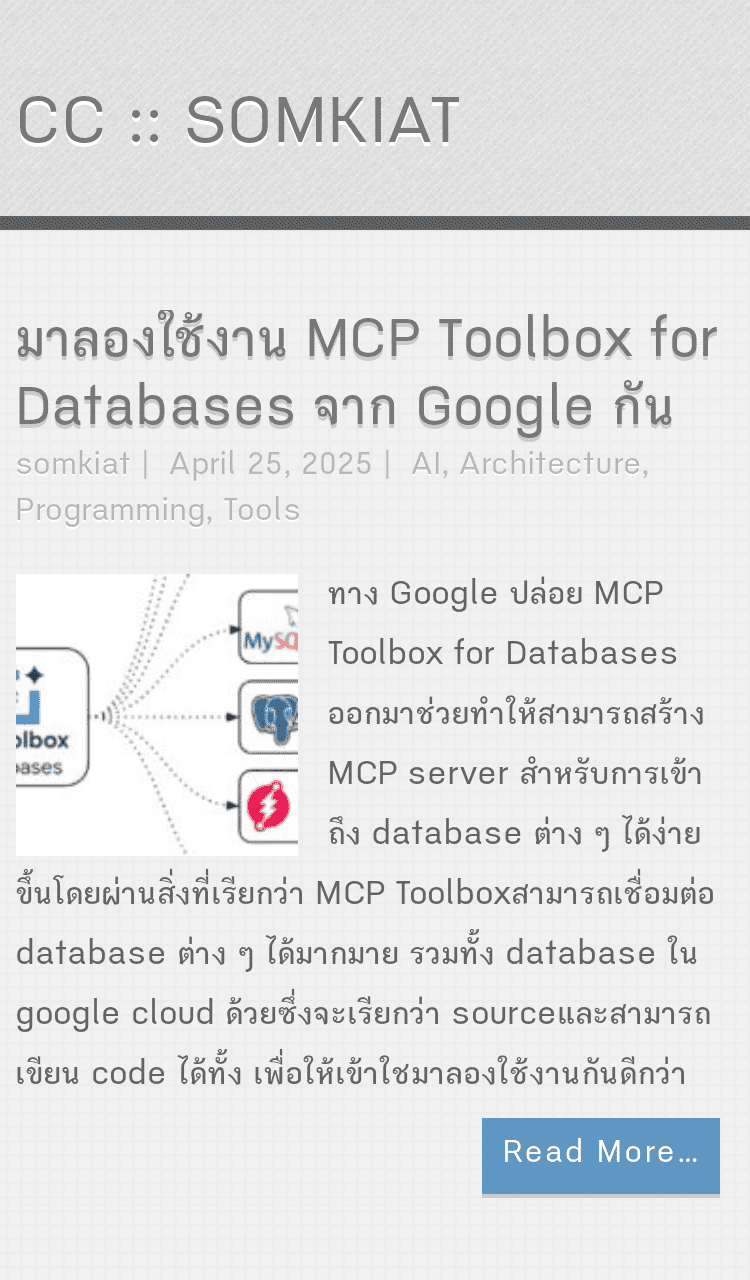 CC :: SOMKIAT
มาลองใช้งาน MCP Toolbox for
Databases จาก Google กัน
somkiat | April 25, 2025 | AI, Architecture,
Programming, Tools
ทาง Google ปล่อย MCP
Toolbox for Databases
ออกมาช่วยทำให้สามารถสร้าง
MCP server สำหรับการเข้า
ถึง database ต่าง ๆ ได้ง่าย
MySQ
olbox
bases
ขึ้นโดยผ่านสิ่งที่เรียกว่า MCP Toolboxสามารถเชื่อมต่อ
database ต่าง ๆ ได้มากมาย รวมทั้ง database ใน
google cloud ด้วยซึ่งจะเรียกว่า sourceและสามารถ
เขียน code ได้ทั้ง เพื่อให้เข้าใชมาลองใช้งานกันดีกว่า
Read More…